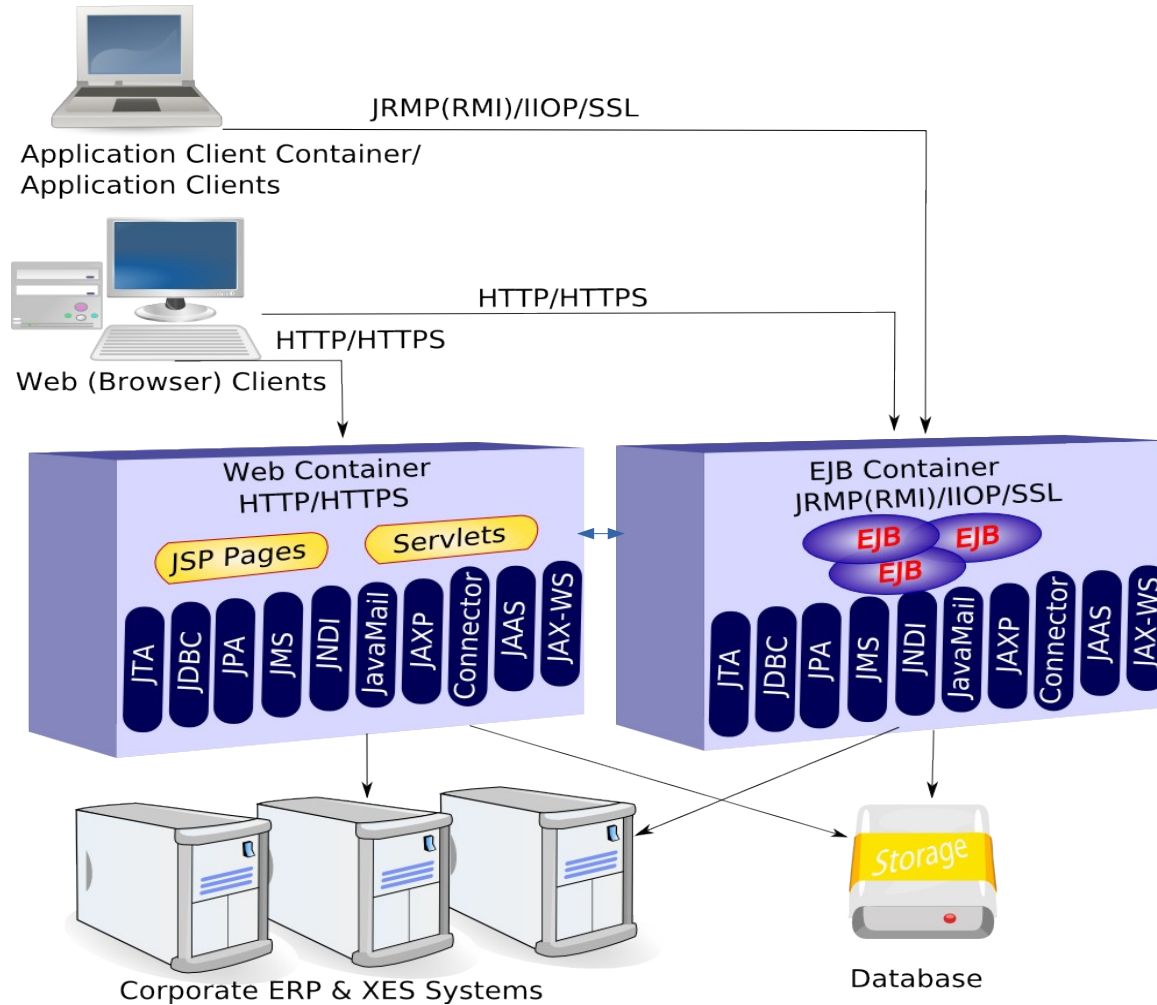 JRMP(RMI)/IIOP/SSL
Application Client Container/
Application Clients
HTTP/HTTPS
HTTP/HTTPS
Web (Browser) Clients
Web Container
HTTP/HTTPS
JSP Pages
Servlets
JTA
JDBC
JPA
JMS
JNDI
JavaMail
JAXP
Connector
JAAS
JAX-WS
EJB Container
JRMP(RMI)/IIOP/SSL
EJB
EJB
EJB
JTA
JDBC
JPA
JMS
JNDI
JavaMail
JAXP
Connector
JAAS
JAX-WS
Storage
Corporate ERP & XES Systems
Database